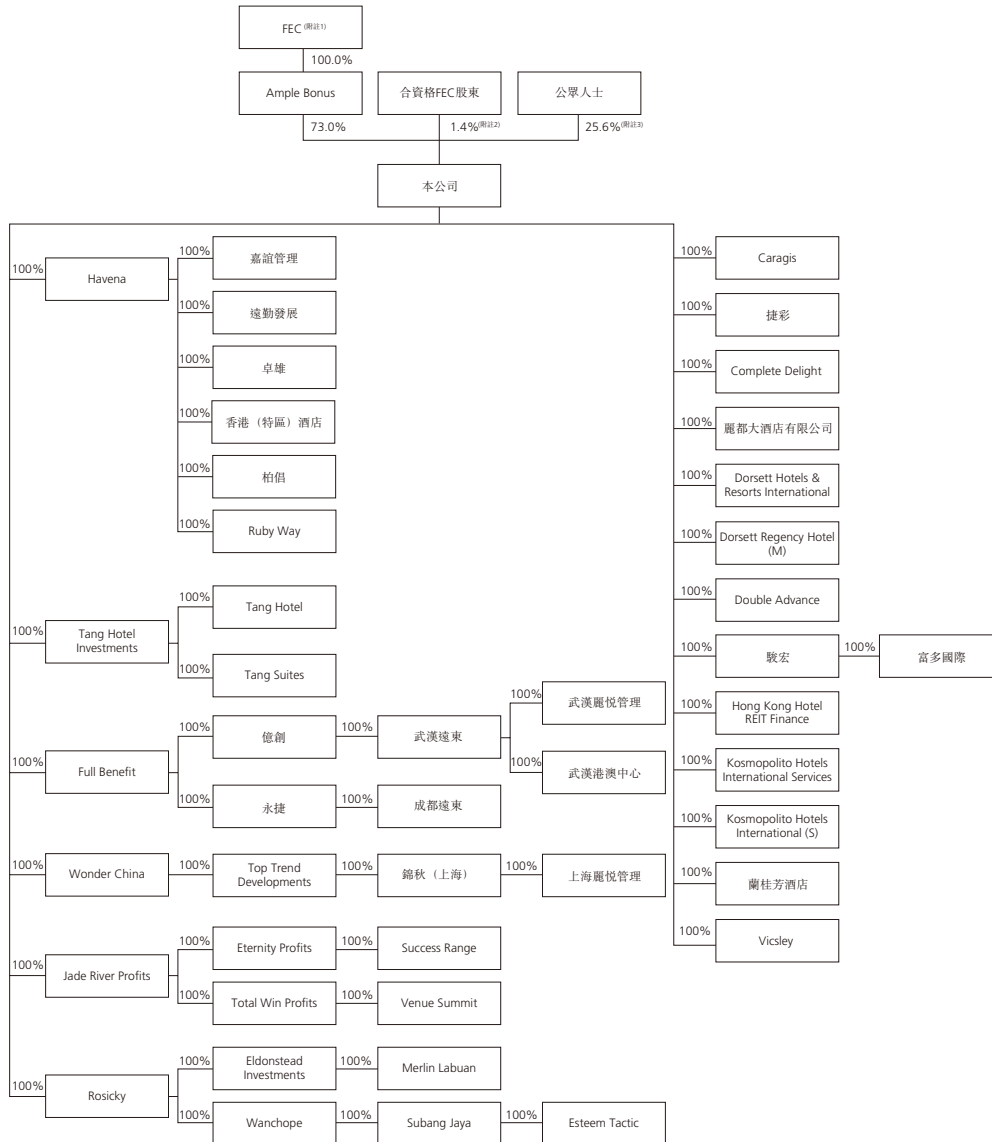 FEC (附註1)
100.0%
Ample Bonus
合資格FEC股東
公眾人士
73.0%
1.4%(附註2)
25.6%(附註3)
本公司
100%
Havena
100%
嘉誼管理
100%
遠勤發展
100%
卓雄
100%
香港（特區）酒店
100%
柏倡
100%
Ruby Way
100%
Tang Hotel
Investments
100%
Tang Hotel
100%
Tang Suites
100%
Full Benefit
100%
億創
100%
武漢遠東
100%
武漢麗悦管理
100%
武漢港澳中心
100%
永捷
100%
成都遠東
100%
Wonder China
100%
Top Trend
Developments
100%
錦秋（上海）
100%
上海麗悦管理
100%
Jade River Profits
100%
Eternity Profits
100%
Success Range
100%
Total Win Profits
100%
Venue Summit
100%
Rosicky
100%
Eldonstead
Investments
100%
Merlin Labuan
100%
Wanchope
100%
Subang Jaya
100%
Esteem Tactic
100%
Caragis
100%
捷彩
100%
Complete Delight
100%
麗都大酒店有限公司
100%
Dorsett Hotels &
Resorts International
100%
Dorsett Regency Hotel
(M)
100%
Double Advance
100%
駿宏
100%
富多國際
100%
Hong Kong Hotel
REIT Finance
100%
Kosmopolito Hotels
International Services
100%
Kosmopolito Hotels
International (S)
100%
蘭桂芳酒店
100%
Vicsley